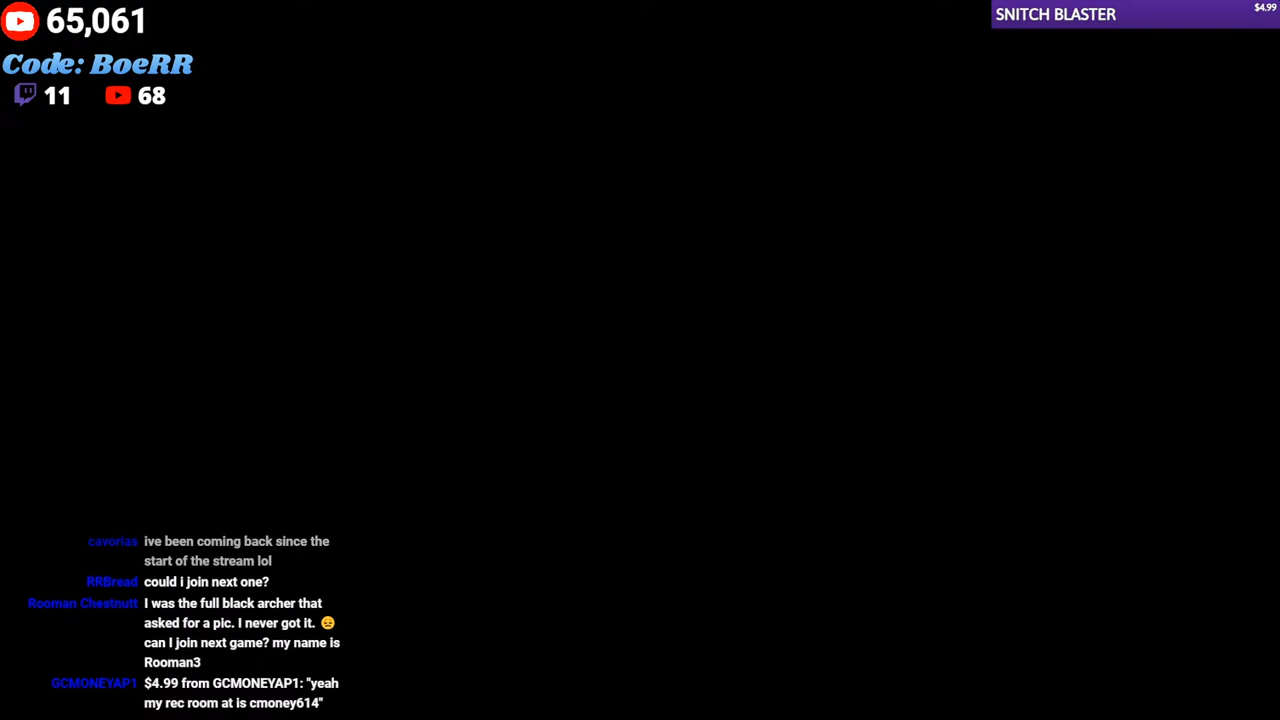 65,061
SNITCH BLASTER
$4.99
Code: BoeRR
11 68
cavorias ive been coming back since the
start of the stream lol
RRBread could i join next one?
Rooman Chestnutt I was the full black archer that
asked for a pic. I never got it. 😔
can I join next game? my name is
Rooman3
GCMONEYAP1 $4.99 from GCMONEYAP1: "yeah
my rec room at is cmoney614"